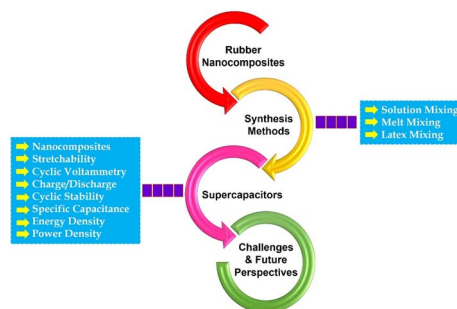 Rubber
Nanocomposites
Synthesis
Methods
Solution Mixing
Melt Mixing
Latex Mixing
Nanocomposites
Stretchability
Cyclic Voltammetry
Charge/Discharge
Cyclic Stability
Specific Capacitance
Energy Density
Power Density
Supercapacitors
Challenges
& Future
Perspectives